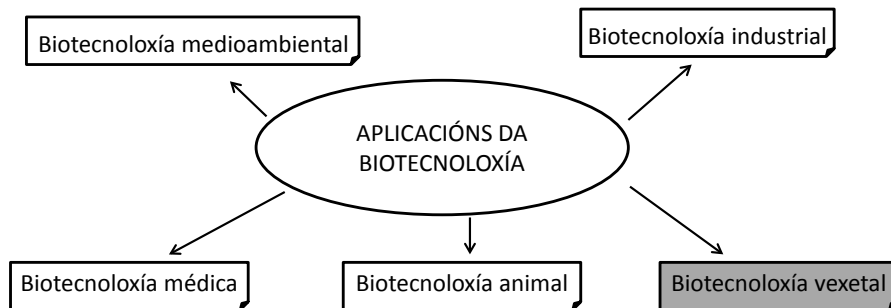 Biotecnoloxía medioambiental
Biotecnoloxía industrial
APLICACIÓNS DA
BIOTECNOLOXÍA
Biotecnoloxía médica
Biotecnoloxía animal
Biotecnoloxía vexetal